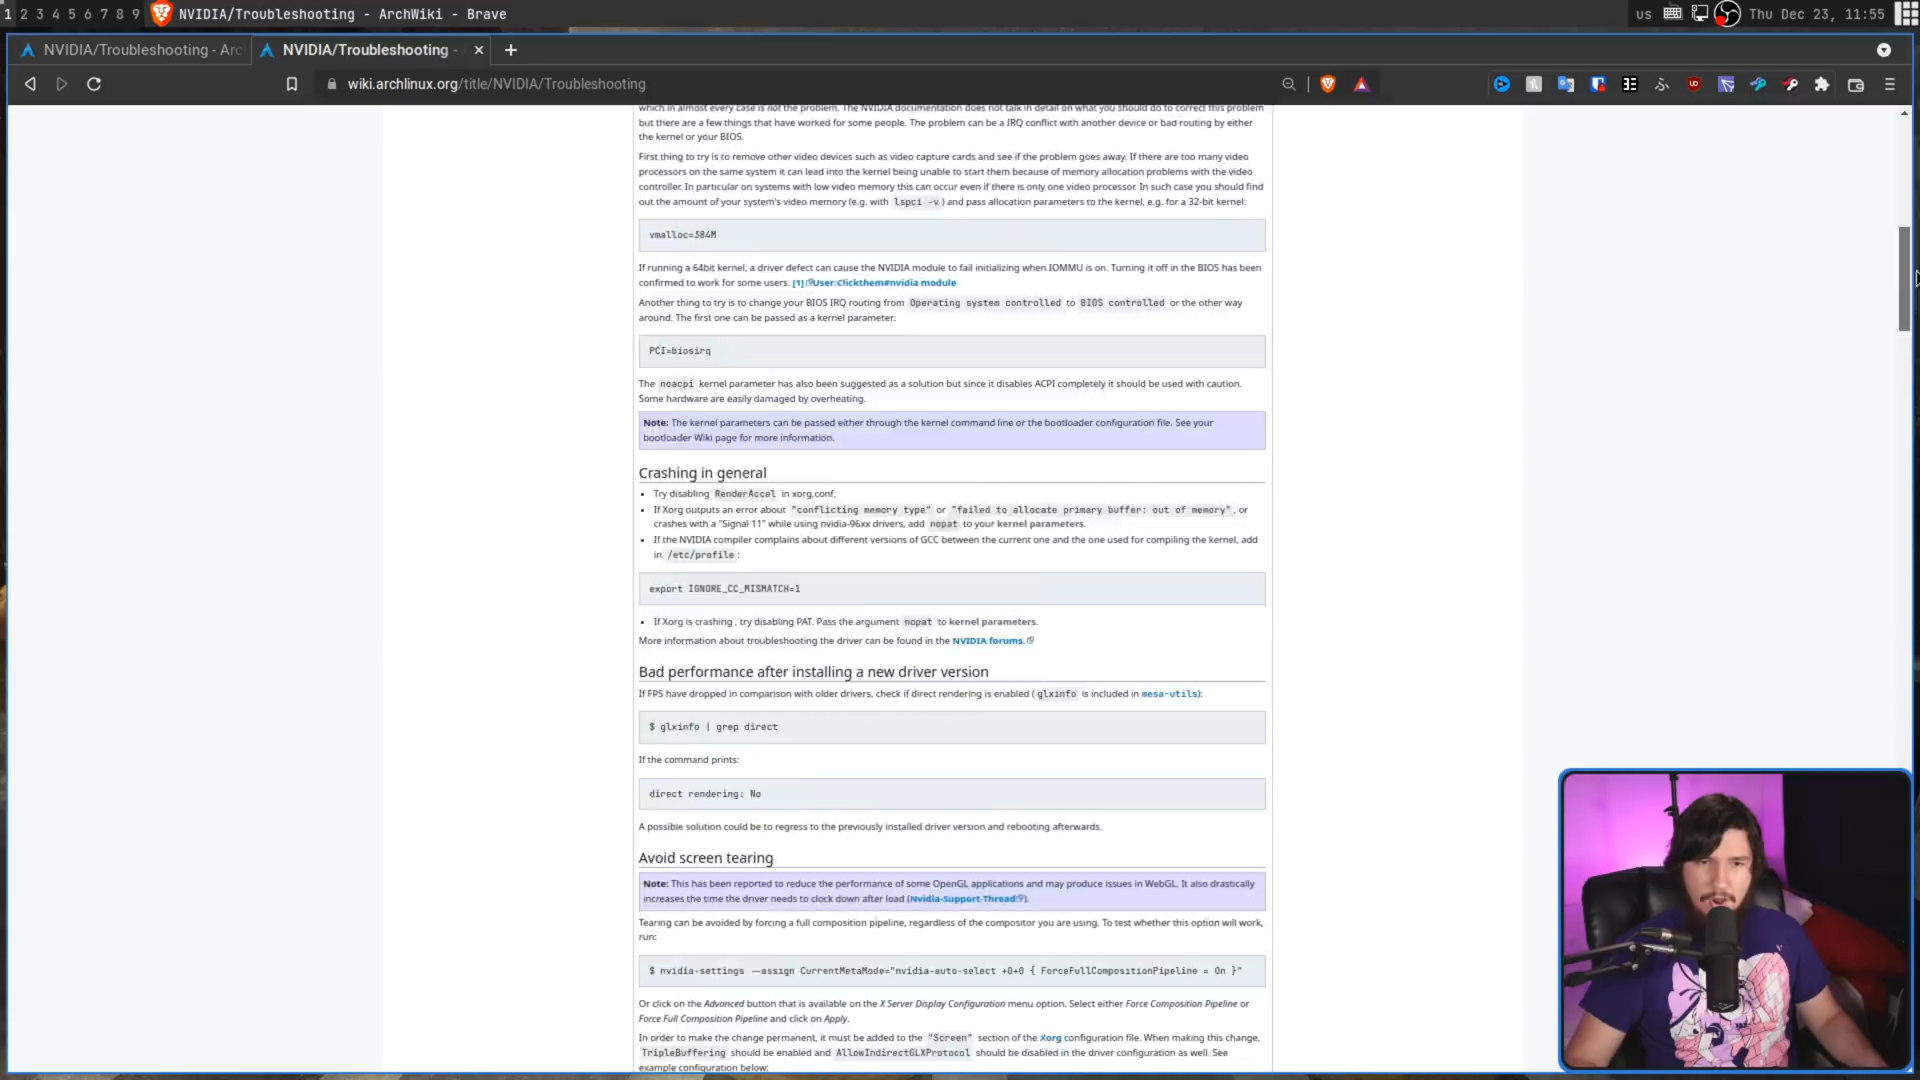 1 2 3 4 5 6 7 8 9 NVIDIA/Troubleshooting - ArchWiki - Brave us Thu Dec 23, 11:55
NVIDIA/Troubleshooting - Arc NVIDIA/Troubleshooting -
wiki.archlinux.org/title/NVIDIA/Troubleshooting
which in almost every case is not the problem. The NVIDIA documentation does not talk in detail on what you should do to correct this problem
but there are a few things that have worked for some people. The problem can be a IRQ conflict with another device or bad routing by either
the kernel or your BIOS.
First thing to try is to remove other video devices such as video capture cards and see if the problem goes away. If there are too many video
processors on the same system it can lead into the kernel being unable to start them because of memory allocation problems with the video
controller. In particular on systems with low video memory this can occur even if there is only one video processor. In such case you should find
out the amount of your system's video memory (e.g. with lspci -v) and pass allocation parameters to the kernel, e.g. for a 32-bit kernel:
vmalloc=384M
If running a 64bit kernel, a driver defect can cause the NVIDIA module to fail initializing when IOMMU is on. Turning it off in the BIOS has been
confirmed to work for some users. [1] User:Clickthem#nvidia module
Another thing to try is to change your BIOS IRQ routing from Operating system controlled to BIOS controlled or the other way
around. The first one can be passed as a kernel parameter:
PCI=biosirq
The noacpi kernel parameter has also been suggested as a solution but since it disables ACPI completely it should be used with caution.
Some hardware are easily damaged by overheating.
Note: The kernel parameters can be passed either through the kernel command line or the bootloader configuration file. See your
bootloader Wiki page for more information.
Crashing in general
• Try disabling RenderAccel in xorg.conf.
• If Xorg outputs an error about "conflicting memory type" or "failed to allocate primary buffer: out of memory", or
crashes with a "Signal 11" while using nvidia-96xx drivers, add nopat to your kernel parameters.
• If the NVIDIA compiler complains about different versions of GCC between the current one and the one used for compiling the kernel, add
in /etc/profile:
export IGNORE_CC_MISMATCH=1
• If Xorg is crashing , try disabling PAT. Pass the argument nopat to kernel parameters.
More information about troubleshooting the driver can be found in the NVIDIA forums.
Bad performance after installing a new driver version
If FPS have dropped in comparison with older drivers, check if direct rendering is enabled (glxinfo is included in mesa-utils):
$ glxinfo | grep direct
If the command prints:
direct rendering: No
A possible solution could be to regress to the previously installed driver version and rebooting afterwards.
Avoid screen tearing
Note: This has been reported to reduce the performance of some OpenGL applications and may produce issues in WebGL. It also drastically
increases the time the driver needs to clock down after load (Nvidia-Support-Thread).
Tearing can be avoided by forcing a full composition pipeline, regardless of the compositor you are using. To test whether this option will work,
run:
$ nvidia-settings --assign CurrentMetaMode="nvidia-auto-select +0+0 { ForceFullCompositionPipeline = On }"
Or click on the Advanced button that is available on the X Server Display Configuration menu option. Select either Force Composition Pipeline or
Force Full Composition Pipeline and click on Apply.
In order to make the change permanent, it must be added to the "Screen" section of the Xorg configuration file. When making this change,
TripleBuffering should be enabled and AllowIndirectGLXProtocol should be disabled in the driver configuration as well. See
example configuration below: